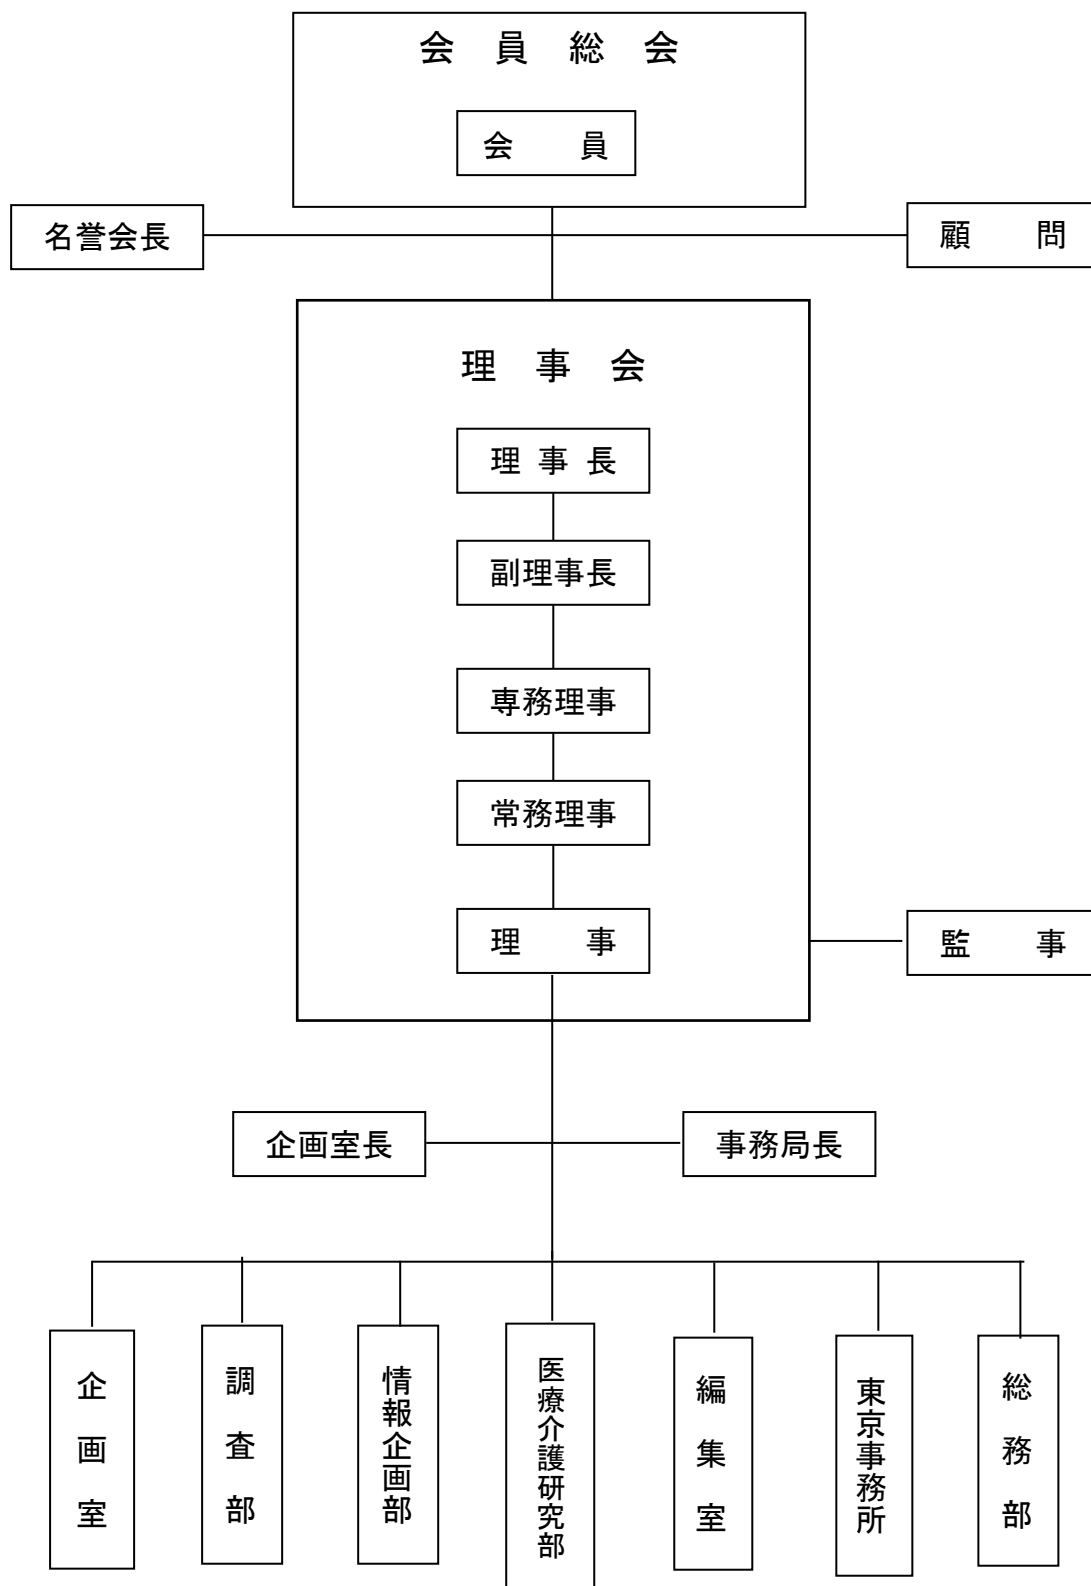 会員総会
会員
名誉会長
顧問
理事会
理事長
副理事長
専務理事
常務理事
理事
監事
企画室長
事務局長
企画室
調査部
情報企画部
医療介護研究部
編集室
東京事務所
総務部